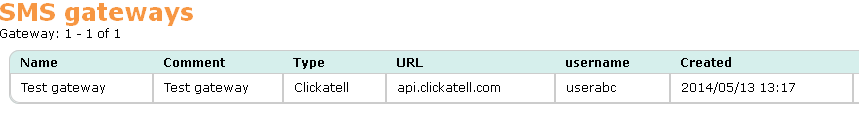 SMS gateways
Gateway: 1 - 1 of 1
Name Comment Type URL username Created
Test gateway Test gateway Clickatell api.clickatell.com userabc 2014/05/13 13:17